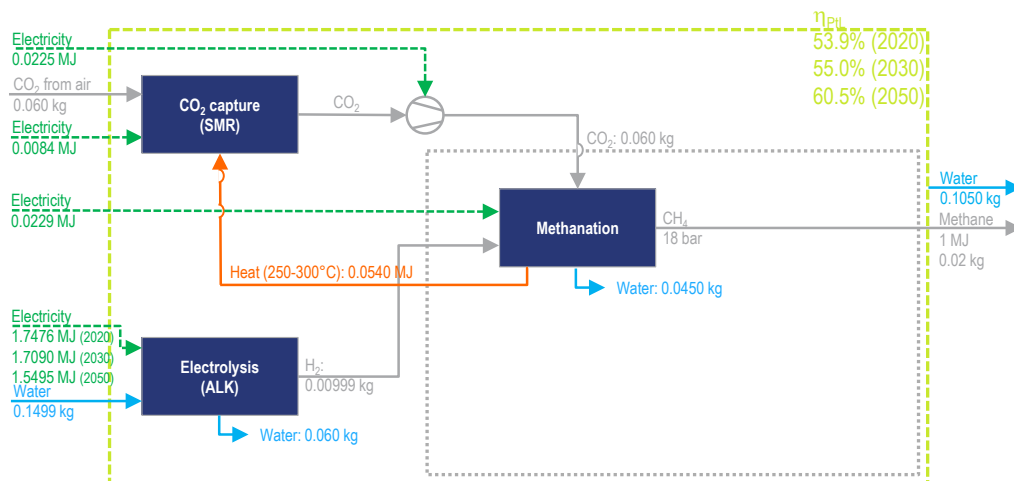 η_PtL
53.9% (2020)
55.0% (2030)
60.5% (2050)
Electricity
0.0225 MJ
CO₂ from air
0.060 kg
Electricity
0.0084 MJ
CO₂ capture
(SMR)
CO₂
CO₂: 0.060 kg
Electricity
0.0229 MJ
Methanation
CH₄
18 bar
Water
0.1050 kg
Methane
1 MJ
0.02 kg
Heat (250-300°C): 0.0540 MJ
Water: 0.0450 kg
Electricity
1.7476 MJ (2020)
1.7090 MJ (2030)
1.5495 MJ (2050)
Water
0.1499 kg
Electrolysis
(ALK)
H₂:
0.00999 kg
Water: 0.060 kg